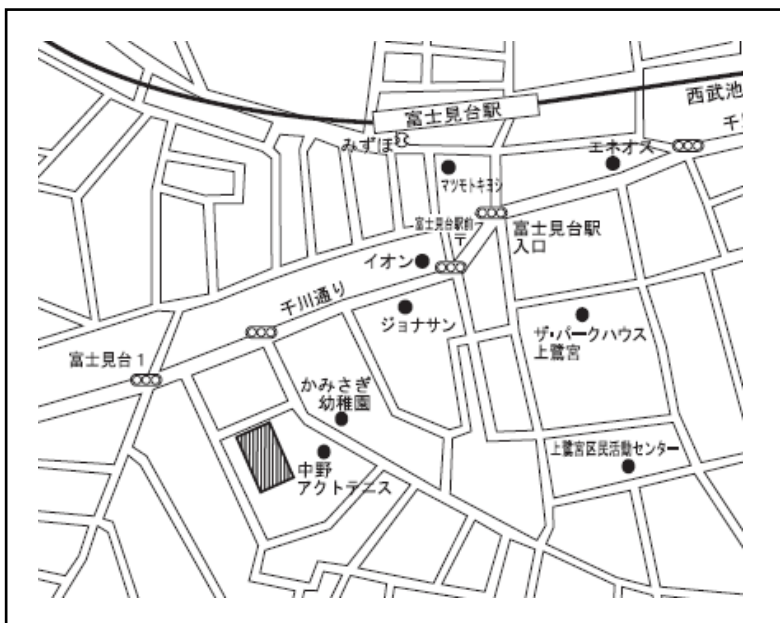 西武池
富士見台駅
千
みずほ
エネオス
マツモトキヨシ
富士見台駅前
〒
富士見台駅
入口
イオン
千川通り
ジョナサン
ザ・パークハウス
上鷺宮
富士見台1
かみさぎ
幼稚園
上鷺宮区民活動センター
中野
アクトテニス